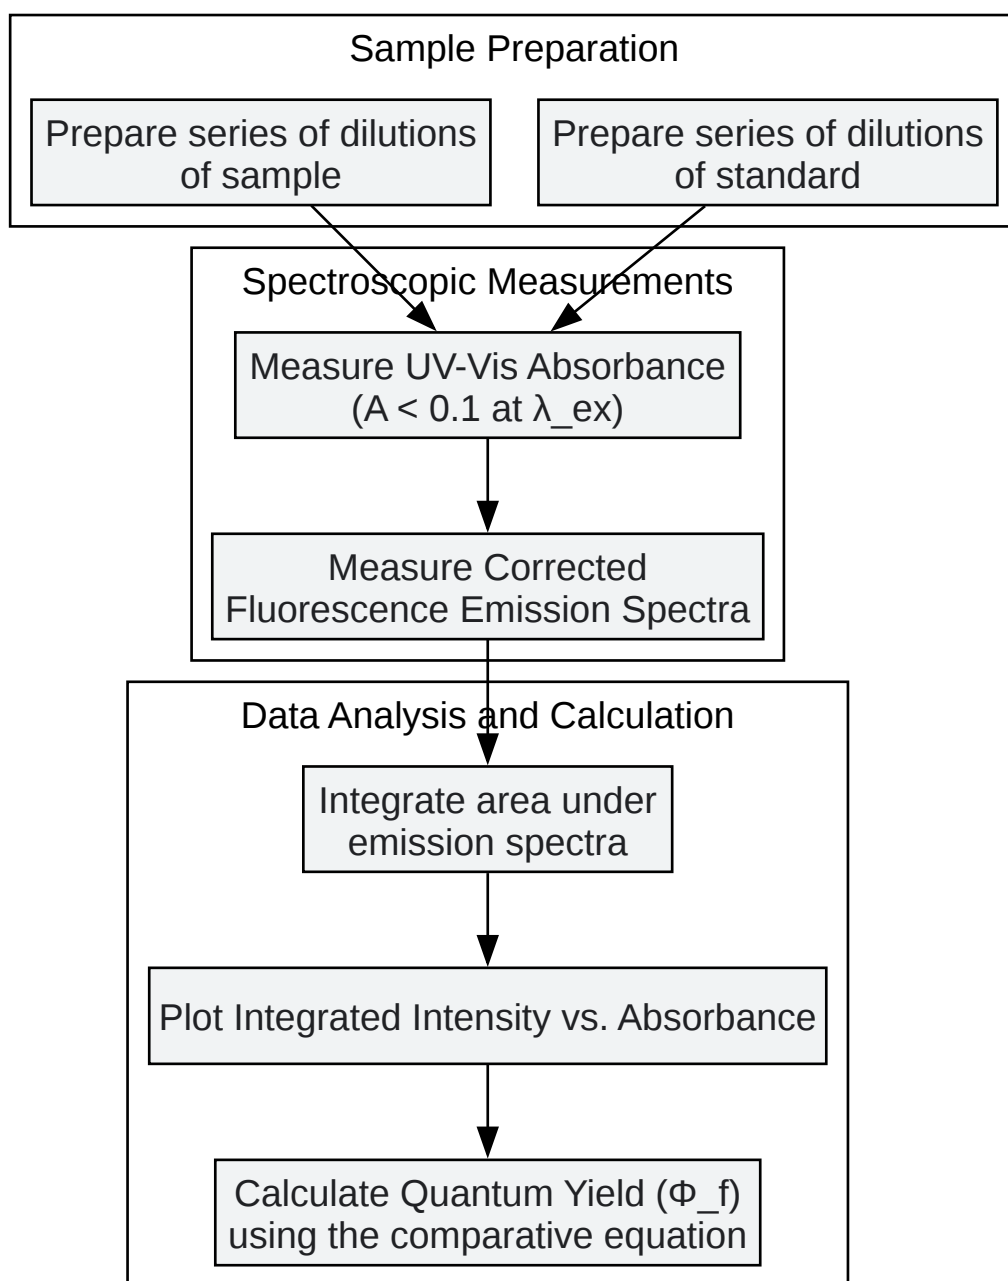 Sample Preparation
Prepare series of dilutions
of sample
Prepare series of dilutions
of standard
Spectroscopic Measurements
Measure UV-Vis Absorbance
(A < 0.1 at λ_ex)
Measure Corrected
Fluorescence Emission Spectra
Data Analysis and Calculation
Integrate area under
emission spectra
Plot Integrated Intensity vs. Absorbance
Calculate Quantum Yield (Φ_f)
using the comparative equation